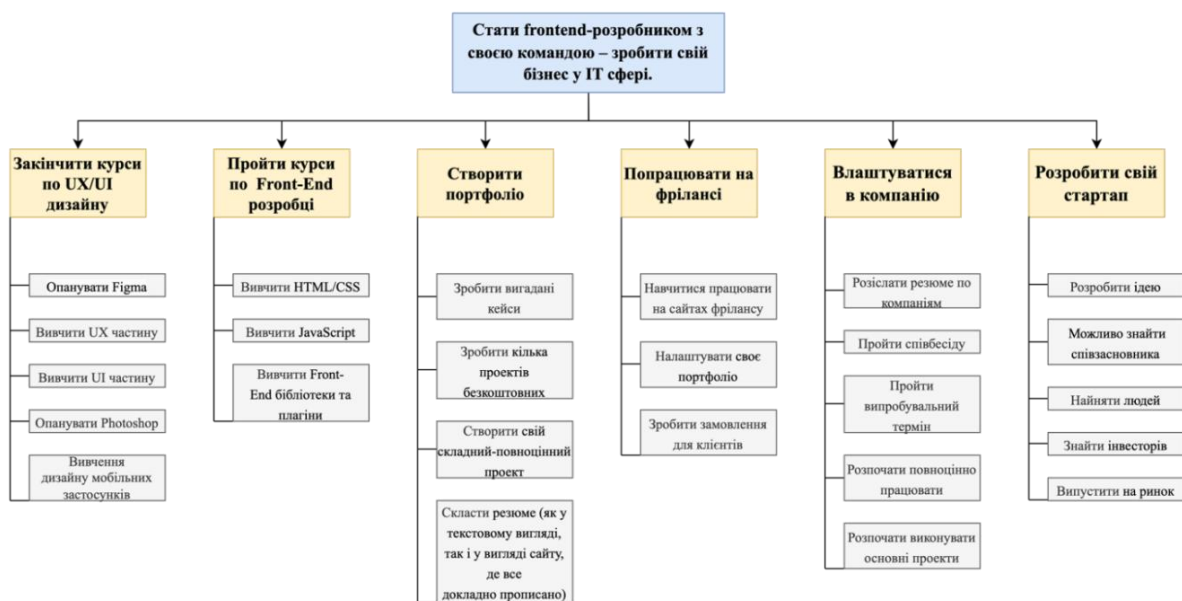 Стати frontend-розробником з
своєю командою – зробити свій
бізнес у IT сфері.
Закінчити курси
по UX/UI
дизайну
Опанувати Figma
Вивчити UX частину
Вивчити UI частину
Опанувати Photoshop
Вивчення
дизайну мобільних
застосунків
Пройти курси
по Front-End
розробці
Вивчити HTML/CSS
Вивчити JavaScript
Вивчити Front-
End бібліотеки та
плагіни
Створити
портфоліо
Зробити вигадані
кейси
Зробити кілька
проектів
безкоштовних
Створити свій
складний-повноцінний
проект
Скласти резюме (як у
текстовому вигляді,
так і у вигляді сайту,
де все
докладно прописано)
Попрацювати на
фрілансі
Навчитися працювати
на сайтах фрілансу
Налаштувати своє
портфоліо
Зробити замовлення
для клієнтів
Влаштуватися
в компанію
Розіслати резюме по
компаніям
Пройти співбесіду
Пройти
випробувальний
термін
Розпочати повноцінно
працювати
Розпочати виконувати
основні проекти
Розробити свій
стартап
Розробити ідею
Можливо знайти
співзасновника
Найняти людей
Знайти інвесторів
Випустити на ринок